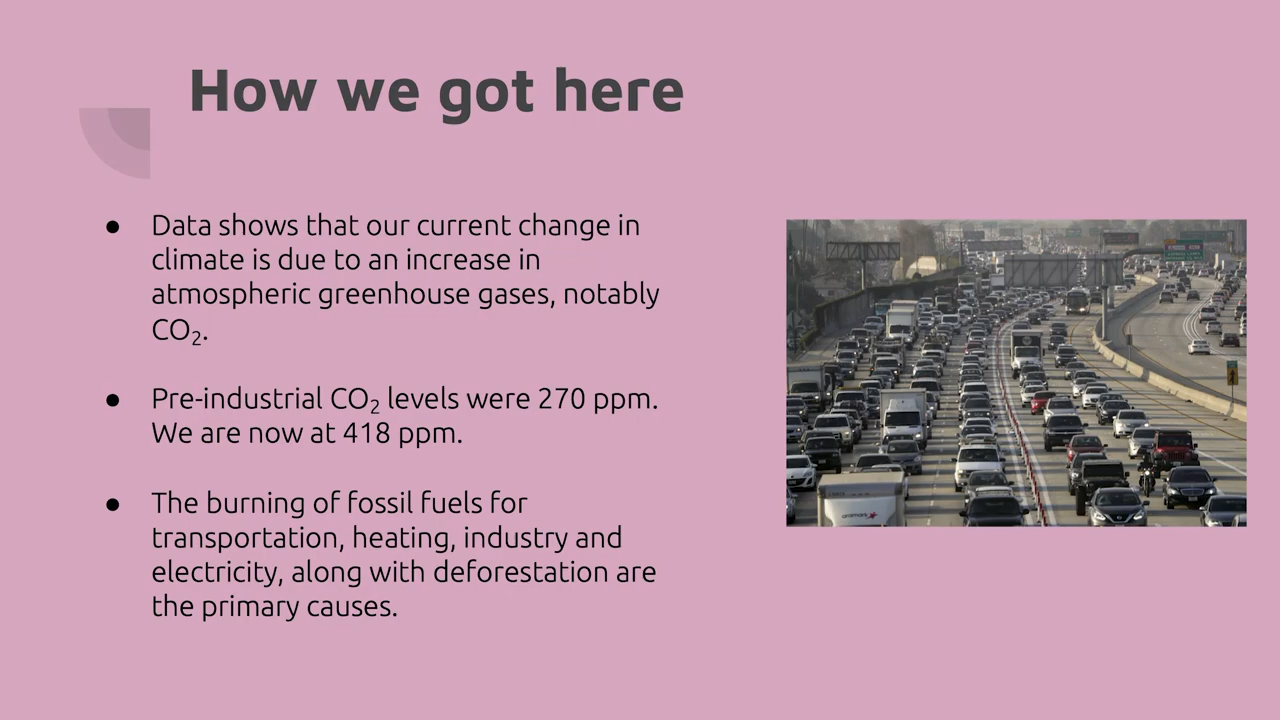 How we got here
● Data shows that our current change in
climate is due to an increase in
atmospheric greenhouse gases, notably
CO₂.
● Pre-industrial CO₂ levels were 270 ppm.
We are now at 418 ppm.
● The burning of fossil fuels for
transportation, heating, industry and
electricity, along with deforestation are
the primary causes.
aramark